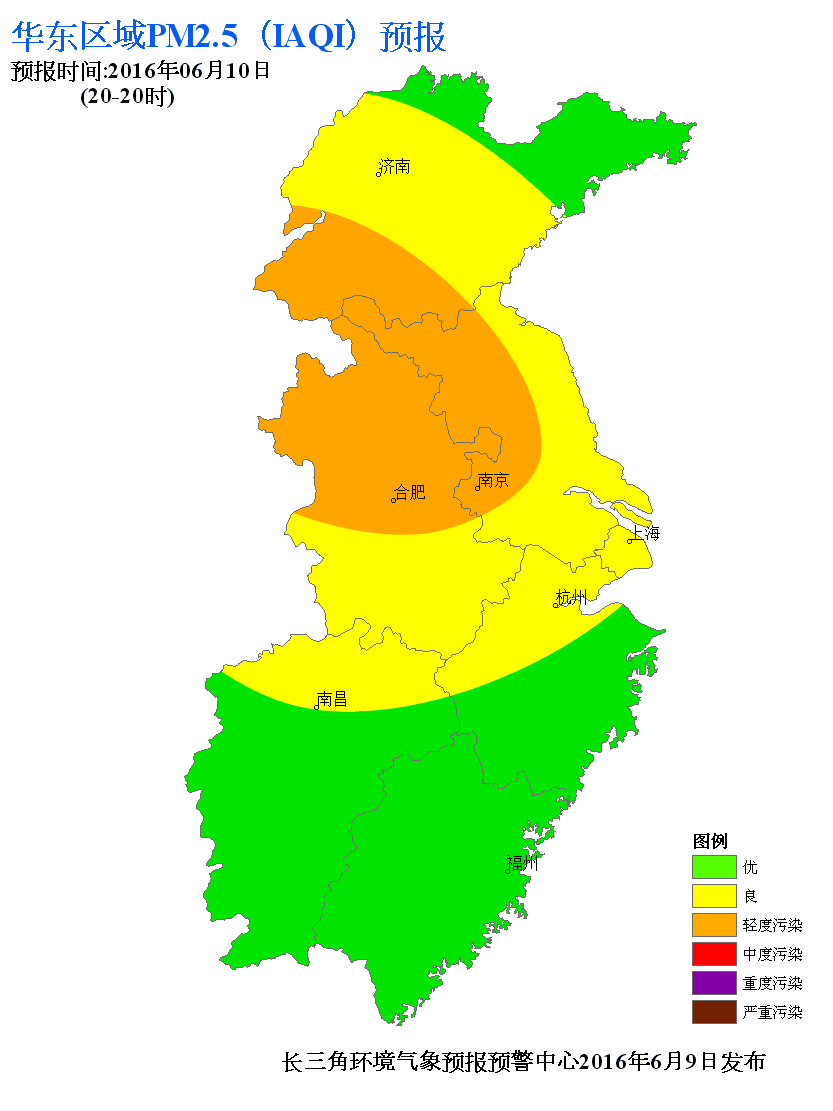 华东区域PM2.5（IAQI）预报
预报时间:2016年06月10日
(20-20时)
济南
南京
合肥
上海
杭州
南昌
福州
图例
优
良
轻度污染
中度污染
重度污染
严重污染
长三角环境气象预报预警中心2016年6月9日发布